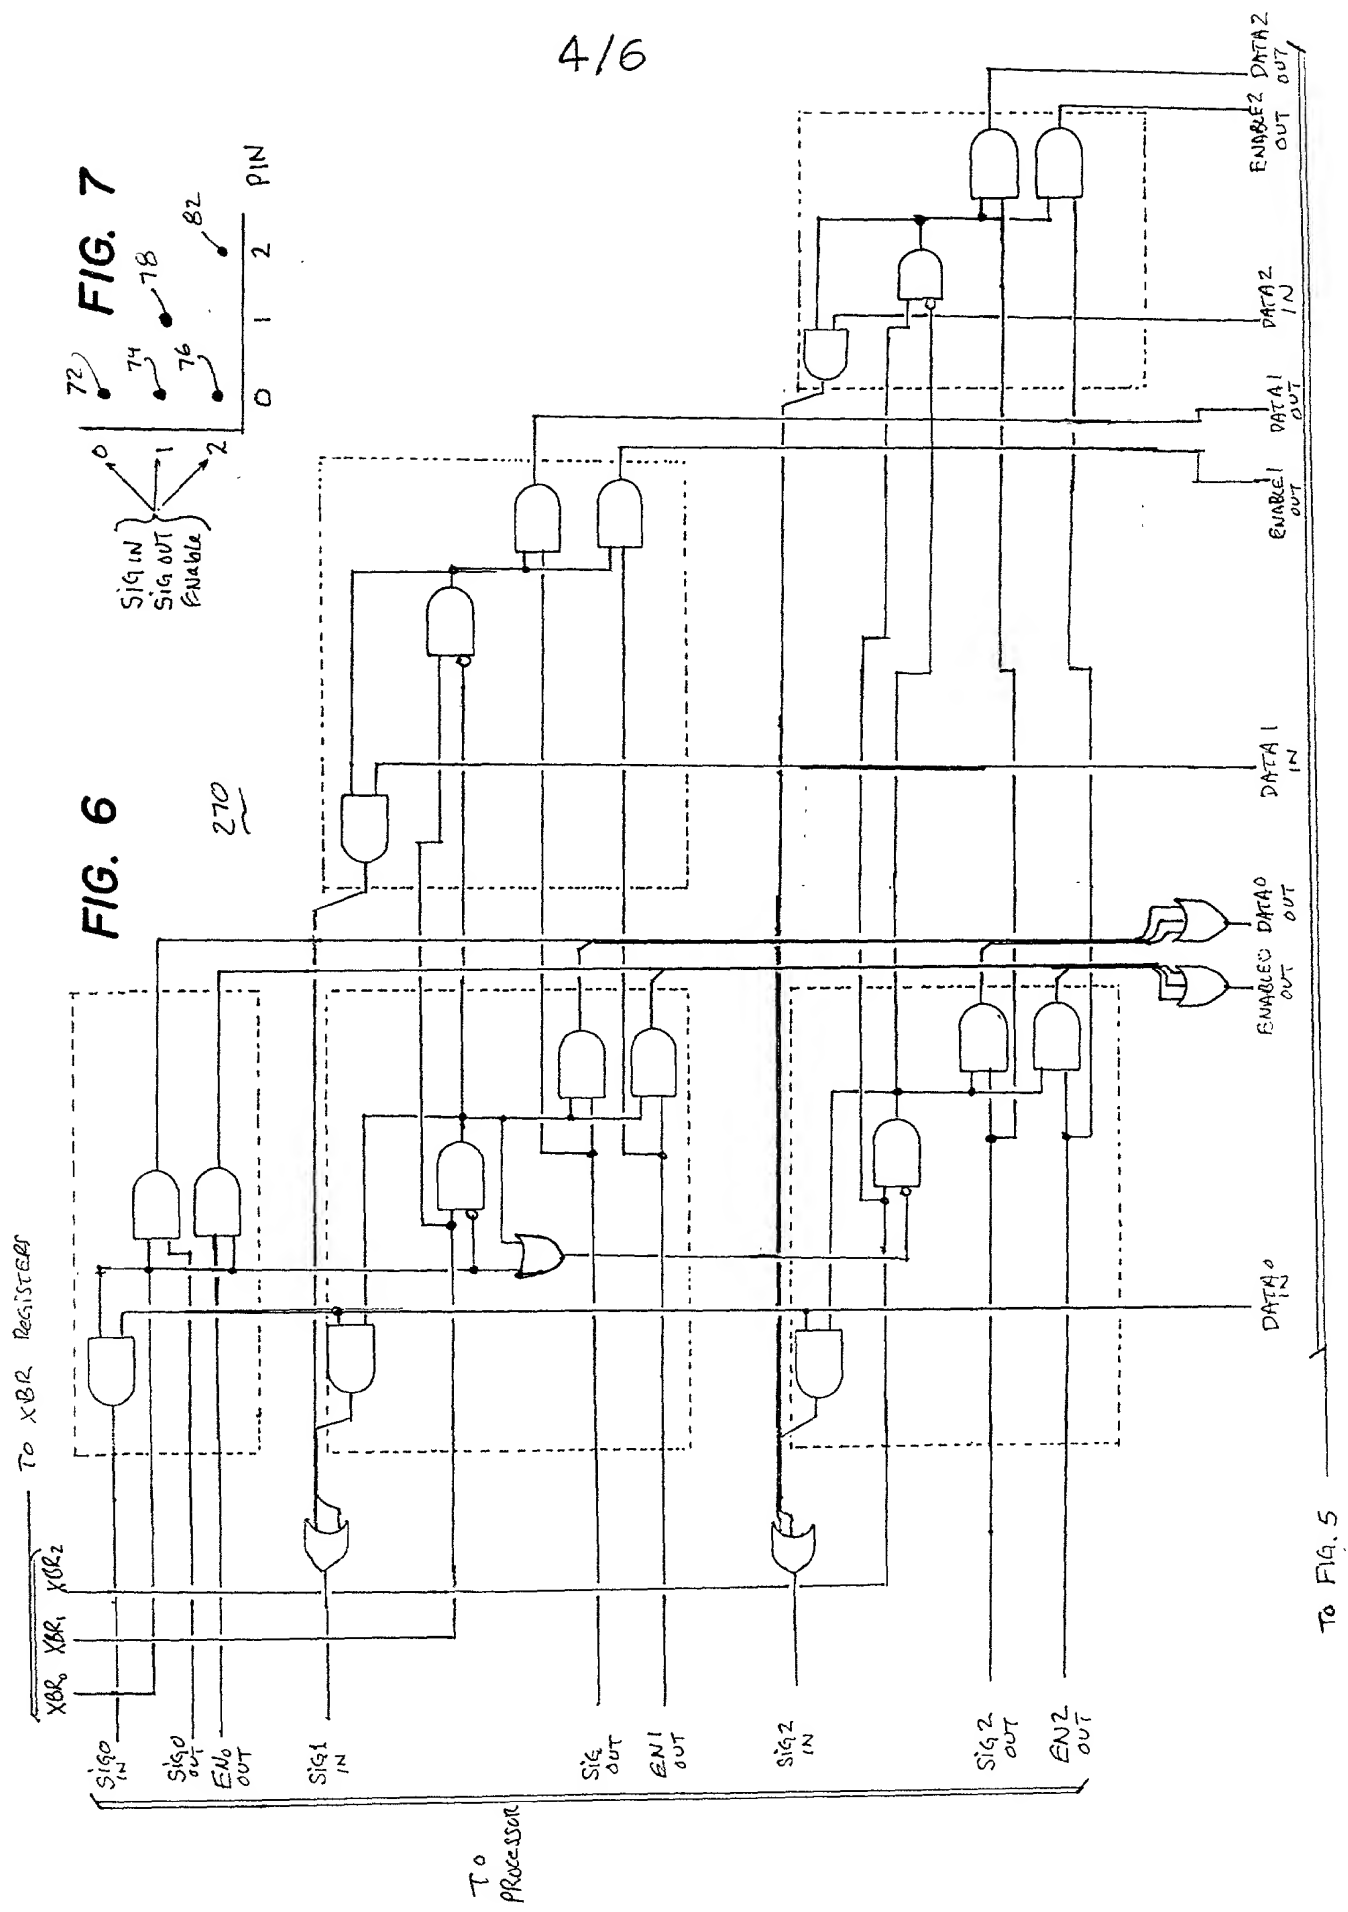 4/6
FIG. 7
72
74
76
78
82
0
1
2
PIN
0
1
2
SiG IN
SiG OUT
ENable
FIG. 6
270
TO XBR REGiSTERS
XBR0
XBR1
XBR2
SiG0
IN
SiG0
OUT
EN0
OUT
SiG1
IN
SiG
OUT
EN1
OUT
SiG2
IN
SiG2
OUT
EN2
OUT
TO
PROCESSOR
DATA0
IN
ENABLE0
OUT
DATA0
OUT
DATA1
IN
ENABLE1
OUT
DATA1
OUT
DATA2
IN
ENABLE2
OUT
DATA2
OUT
TO FIG. 5